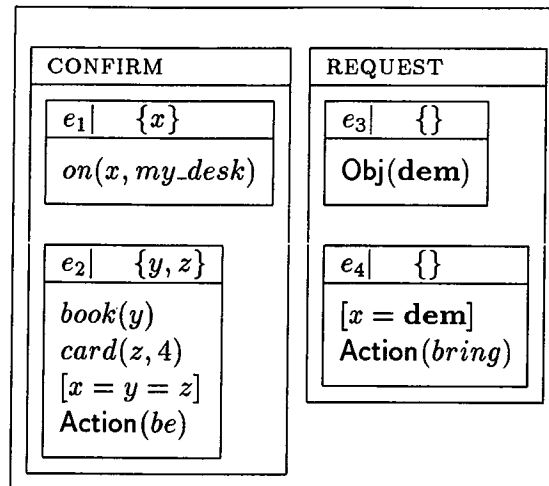 CONFIRM
e₁| {x}
on(x, my_desk)
e₂| {y, z}
book(y)
card(z, 4)
[x = y = z]
Action(be)
REQUEST
e₃| {}
Obj(dem)
e₄| {}
[x = dem]
Action(bring)